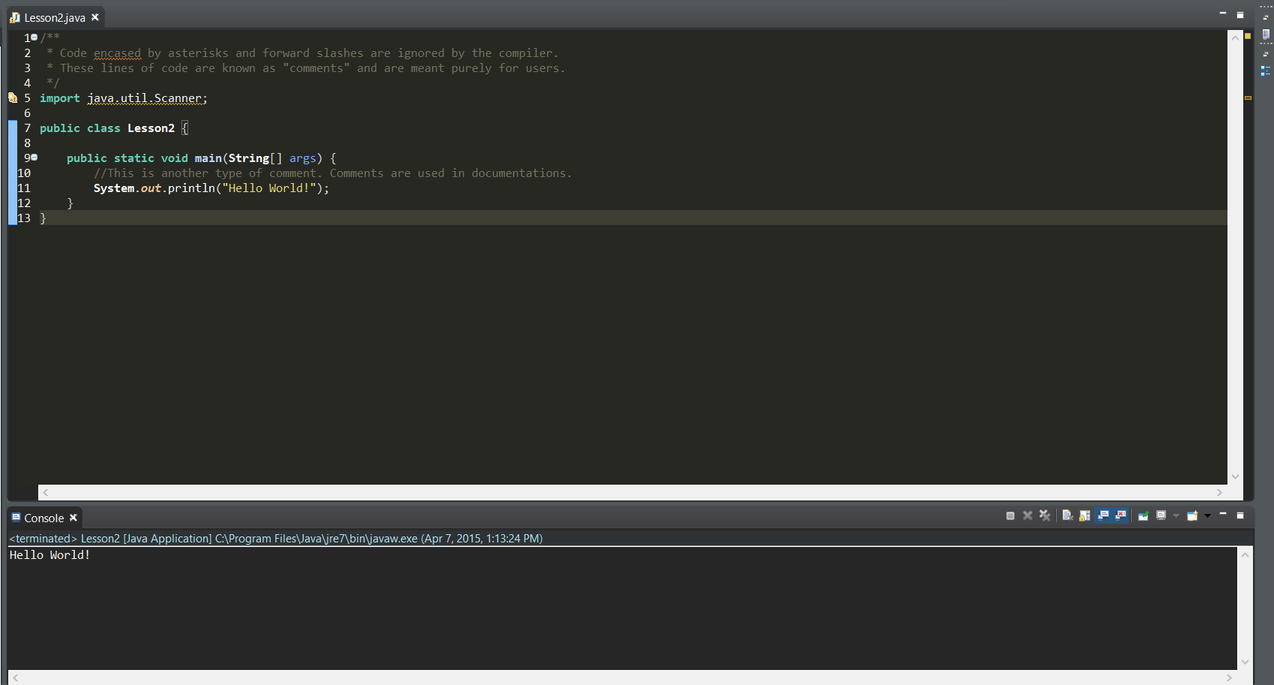 Lesson2.java
1 /**
2  * Code encased by asterisks and forward slashes are ignored by the compiler.
3  * These lines of code are known as "comments" and are meant purely for users.
4  */
5 import java.util.Scanner;
6
7 public class Lesson2 {
8
9     public static void main(String[] args) {
10         //This is another type of comment. Comments are used in documentations.
11         System.out.println("Hello World!");
12     }
13 }
Console
<terminated> Lesson2 [Java Application] C:\Program Files\Java\jre7\bin\javaw.exe (Apr 7, 2015, 1:13:24 PM)
Hello World!